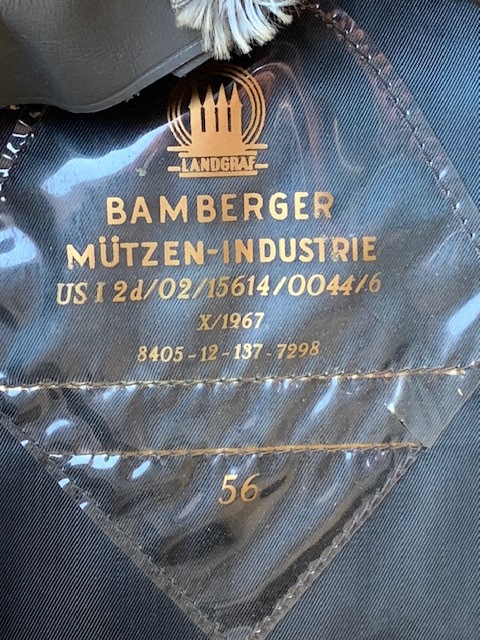 LANDGRAF
BAMBERGER
MÜTZEN-INDUSTRIE
US I 2d/02/15614/0044/6
X/1967
8405-12-137-7298
56